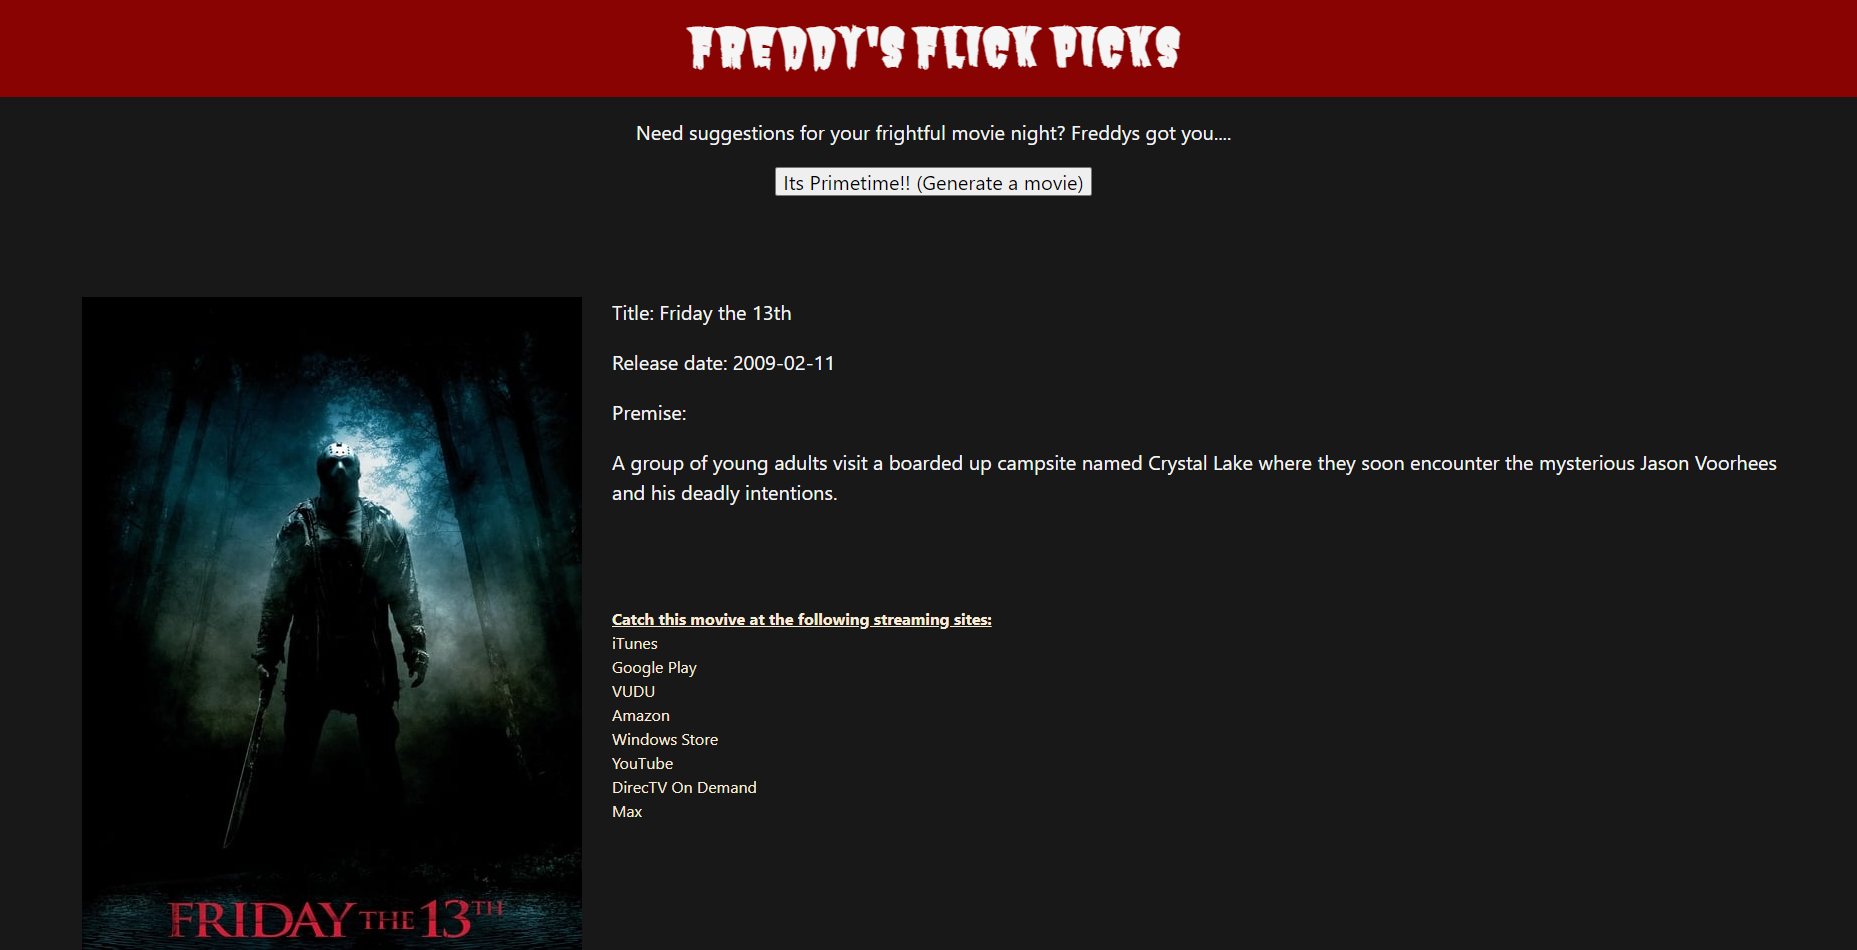 FREDDY'S FLICK PICKS
Need suggestions for your frightful movie night? Freddys got you....
Its Primetime!! (Generate a movie)
Title: Friday the 13th
Release date: 2009-02-11
Premise:
A group of young adults visit a boarded up campsite named Crystal Lake where they soon encounter the mysterious Jason Voorhees
and his deadly intentions.
Catch this movive at the following streaming sites:
iTunes
Google Play
VUDU
Amazon
Windows Store
YouTube
DirecTV On Demand
Max
FRIDAY THE 13TH